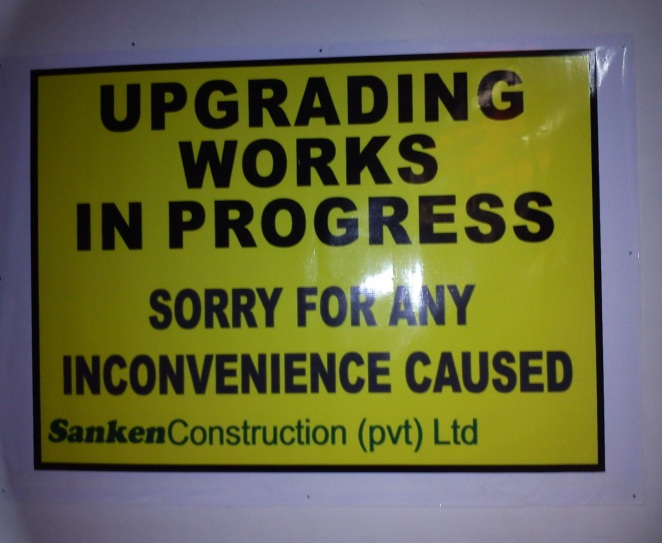 UPGRADING
WORKS
IN PROGRESS
SORRY FOR ANY
INCONVENIENCE CAUSED
SankenConstruction (pvt) Ltd